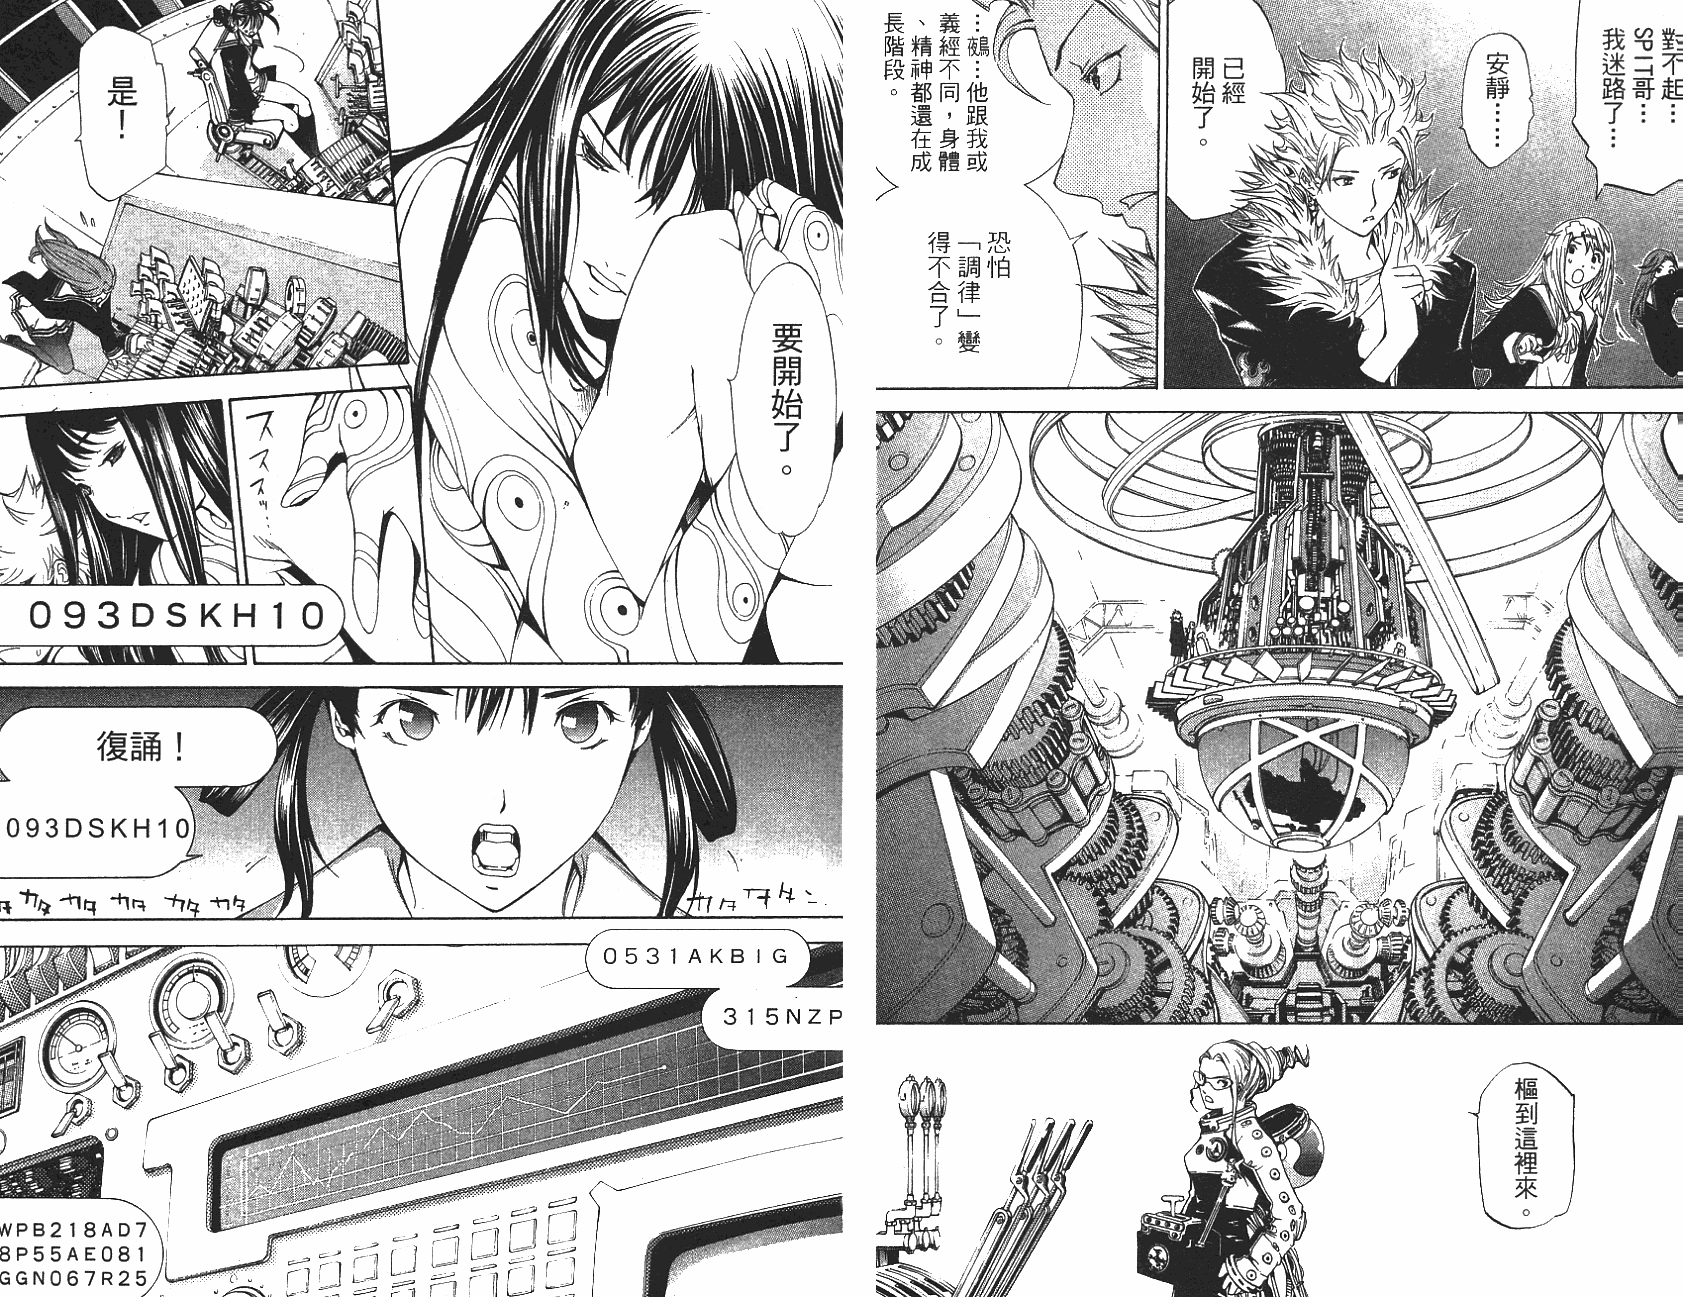 對不起…
SPIT哥…
我迷路了…
安靜……
已經
開始了。
…鵺…他跟我或
義經不同，身體
、精神都還在成
長階段。
恐怕
「調律」變
得不合了。
樞到這裡來。
要開始了。
是！
スススイッ…
093DSKH10
復誦！
093DSKH10
カタ カタ カタ カタ カタ
カタ タタン
0531AKBIG
315NZP
WPB218AD7
8P55AE081
GGN067R25